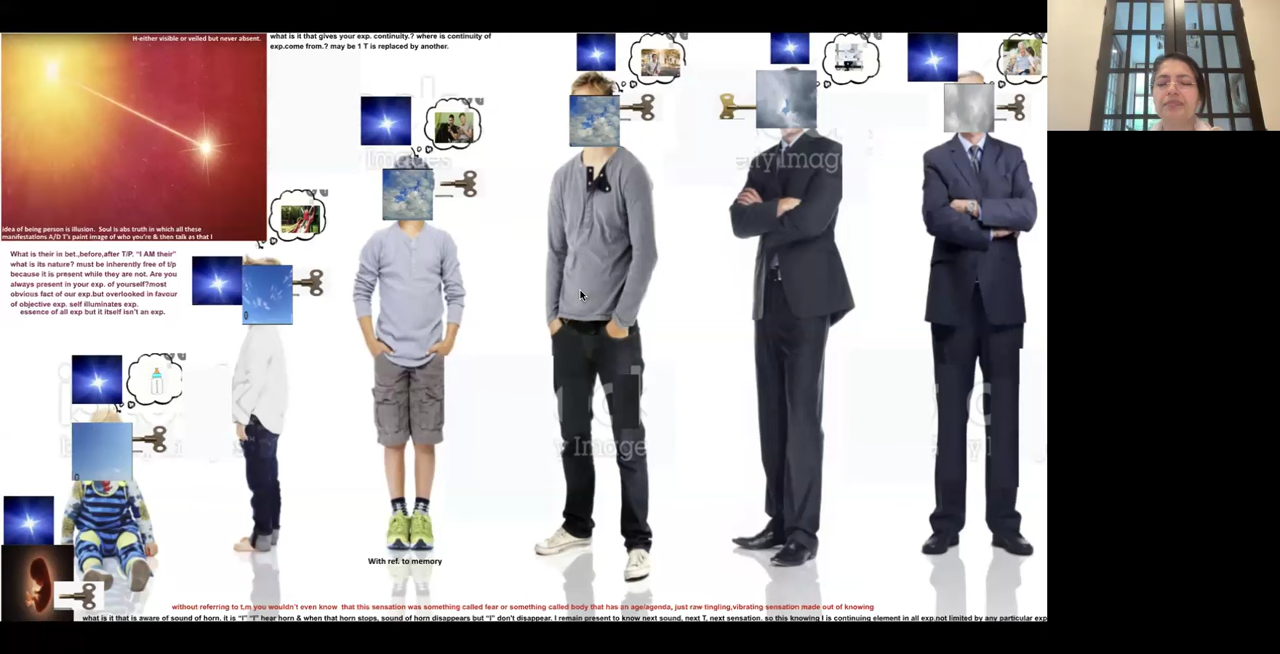 H-either visible or veiled but never absent.
what is it that gives your exp. continuity.? where is continuity of
exp.come from.? may be 1 T is replaced by another.
idea of being person is illusion. Soul is abs truth in which all these
manifestations A/D T's paint image of who you're & then talk as that I
What is their in bet.,before,after T/P. "I AM their"
what is its nature? must be inherently free of t/p
because it is present while they are not. Are you
always present in your exp. of yourself?most
obvious fact of our exp.but overlooked in favour
of objective exp. self illuminates exp.
essence of all exp but it itself isn't an exp.
With ref. to memory
without referring to t,m you wouldn't even know that this sensation was something called fear or something called body that has an age/agenda, just raw tingling,vibrating sensation made out of knowing
what is it that is aware of sound of horn. it is "I" "I" hear horn & when that horn stops, sound of horn disappears but "I" don't disappear. I remain present to know next sound, next T, next sensation. so this knowing I is continuing element in all exp.not limited by any particular exp